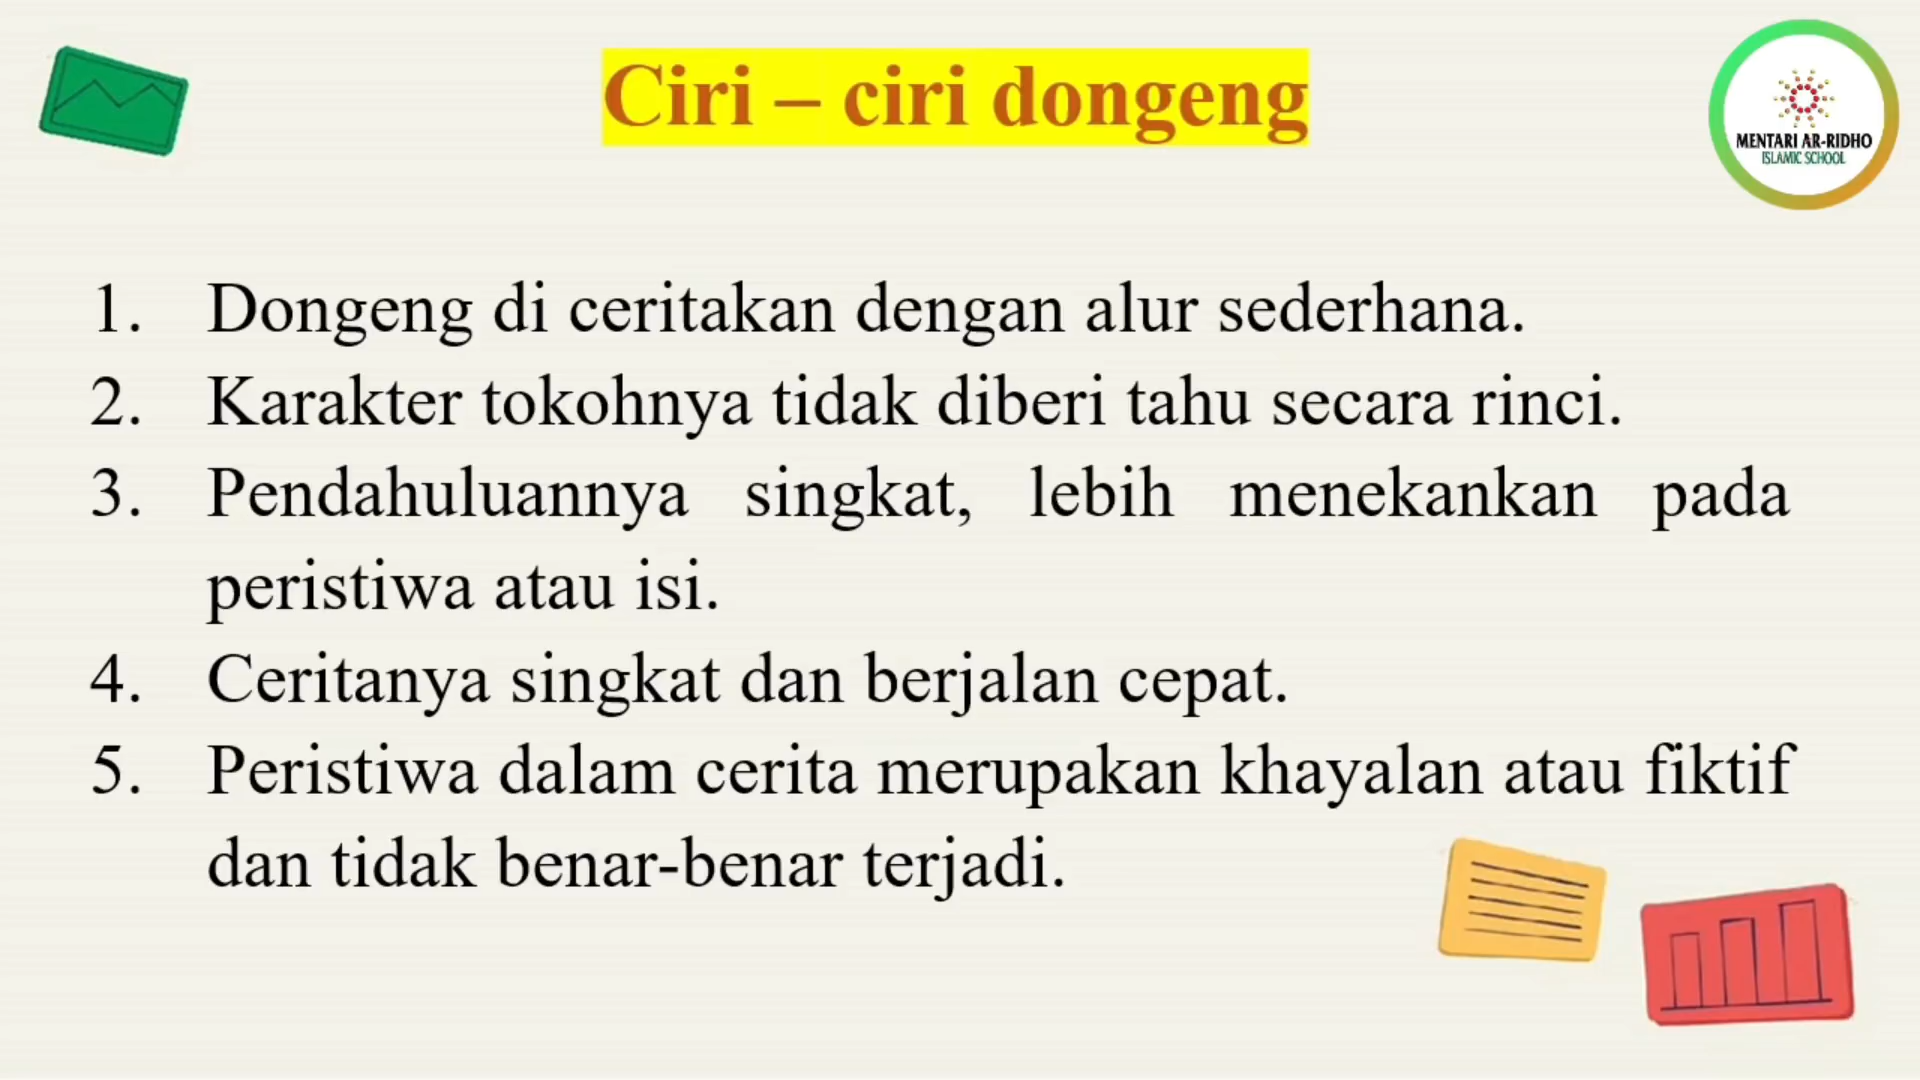 Ciri – ciri dongeng
MENTARI AR-RIDHO
ISLAMIC SCHOOL
1. Dongeng di ceritakan dengan alur sederhana.
2. Karakter tokohnya tidak diberi tahu secara rinci.
3. Pendahuluannya singkat, lebih menekankan pada
peristiwa atau isi.
4. Ceritanya singkat dan berjalan cepat.
5. Peristiwa dalam cerita merupakan khayalan atau fiktif
dan tidak benar-benar terjadi.